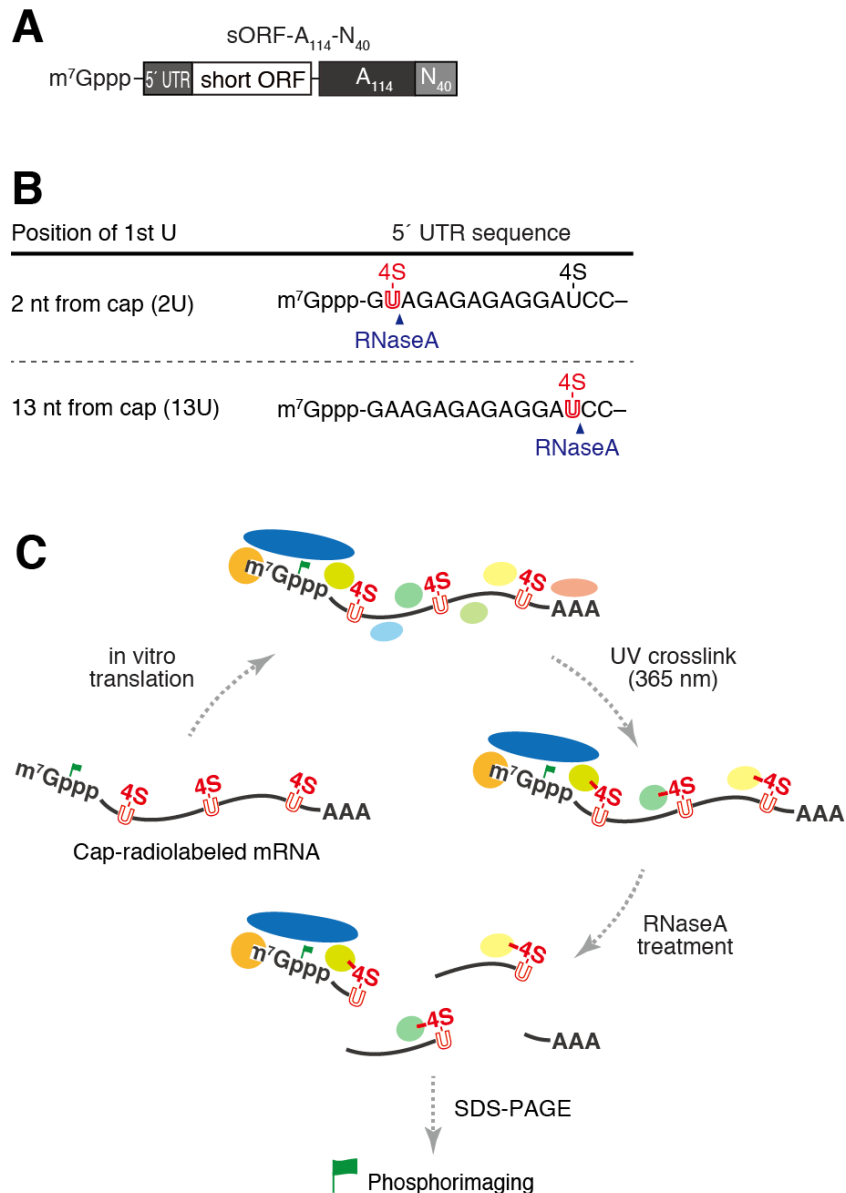 A
sORF-A₁₁₄-N₄₀
m⁷Gppp 5´ UTR short ORF A₁₁₄ N₄₀
B
Position of 1st U 5´ UTR sequence
4S 4S
2 nt from cap (2U) m⁷Gppp-GUAGAGAGAGGAUCC–
RNaseA
4S
13 nt from cap (13U) m⁷Gppp-GAAGAGAGAGGAUCC–
RNaseA
C
m⁷Gppp 4S U 4S U 4S U AAA
in vitro
translation
UV crosslink
(365 nm)
m⁷Gppp 4S U 4S U 4S U AAA
Cap-radiolabeled mRNA
m⁷Gppp 4S U 4S U 4S U AAA
RNaseA
treatment
m⁷Gppp 4S U 4S U
4S U AAA
SDS-PAGE
Phosphorimaging